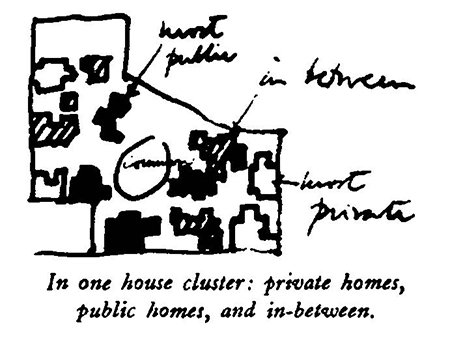 most
public
in between
common
most
private
In one house cluster: private homes,
public homes, and in-between.